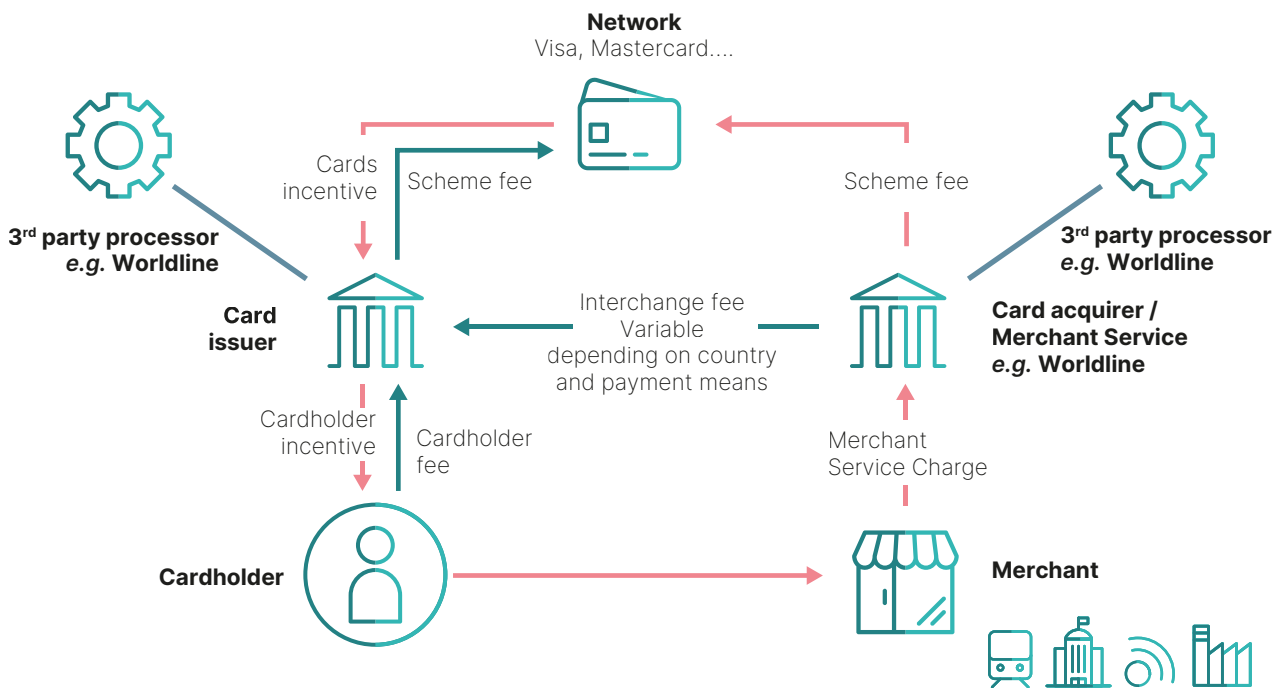 Network
Visa, Mastercard....
Cards
incentive
Scheme fee
Scheme fee
3rd party processor
e.g. Worldline
3rd party processor
e.g. Worldline
Card
issuer
Interchange fee
Variable
depending on country
and payment means
Card acquirer /
Merchant Service
e.g. Worldline
Cardholder
incentive
Cardholder
fee
Merchant
Service Charge
Cardholder
Merchant